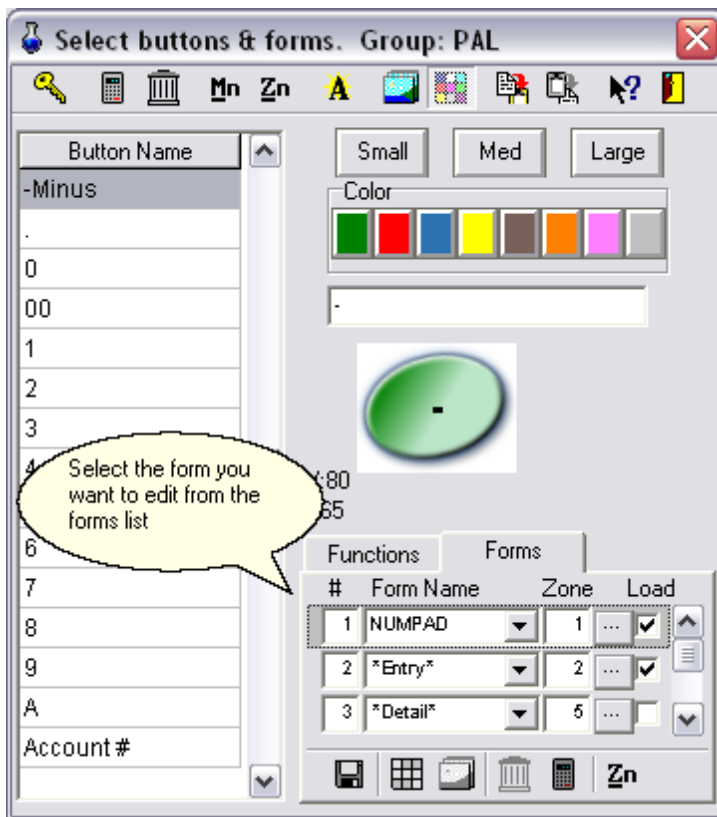 Select buttons & forms. Group: PAL
Mn Zn A ?
Button Name
-Minus
.
0
00
1
2
3
4
6
7
8
9
A
Account #
Small Med Large
Color
-
-
:80
65
Select the form you
want to edit from the
forms list
Functions Forms
# Form Name Zone Load
1 NUMPAD 1 ...
2 *Entry* 2 ...
3 *Detail* 5 ...
Zn